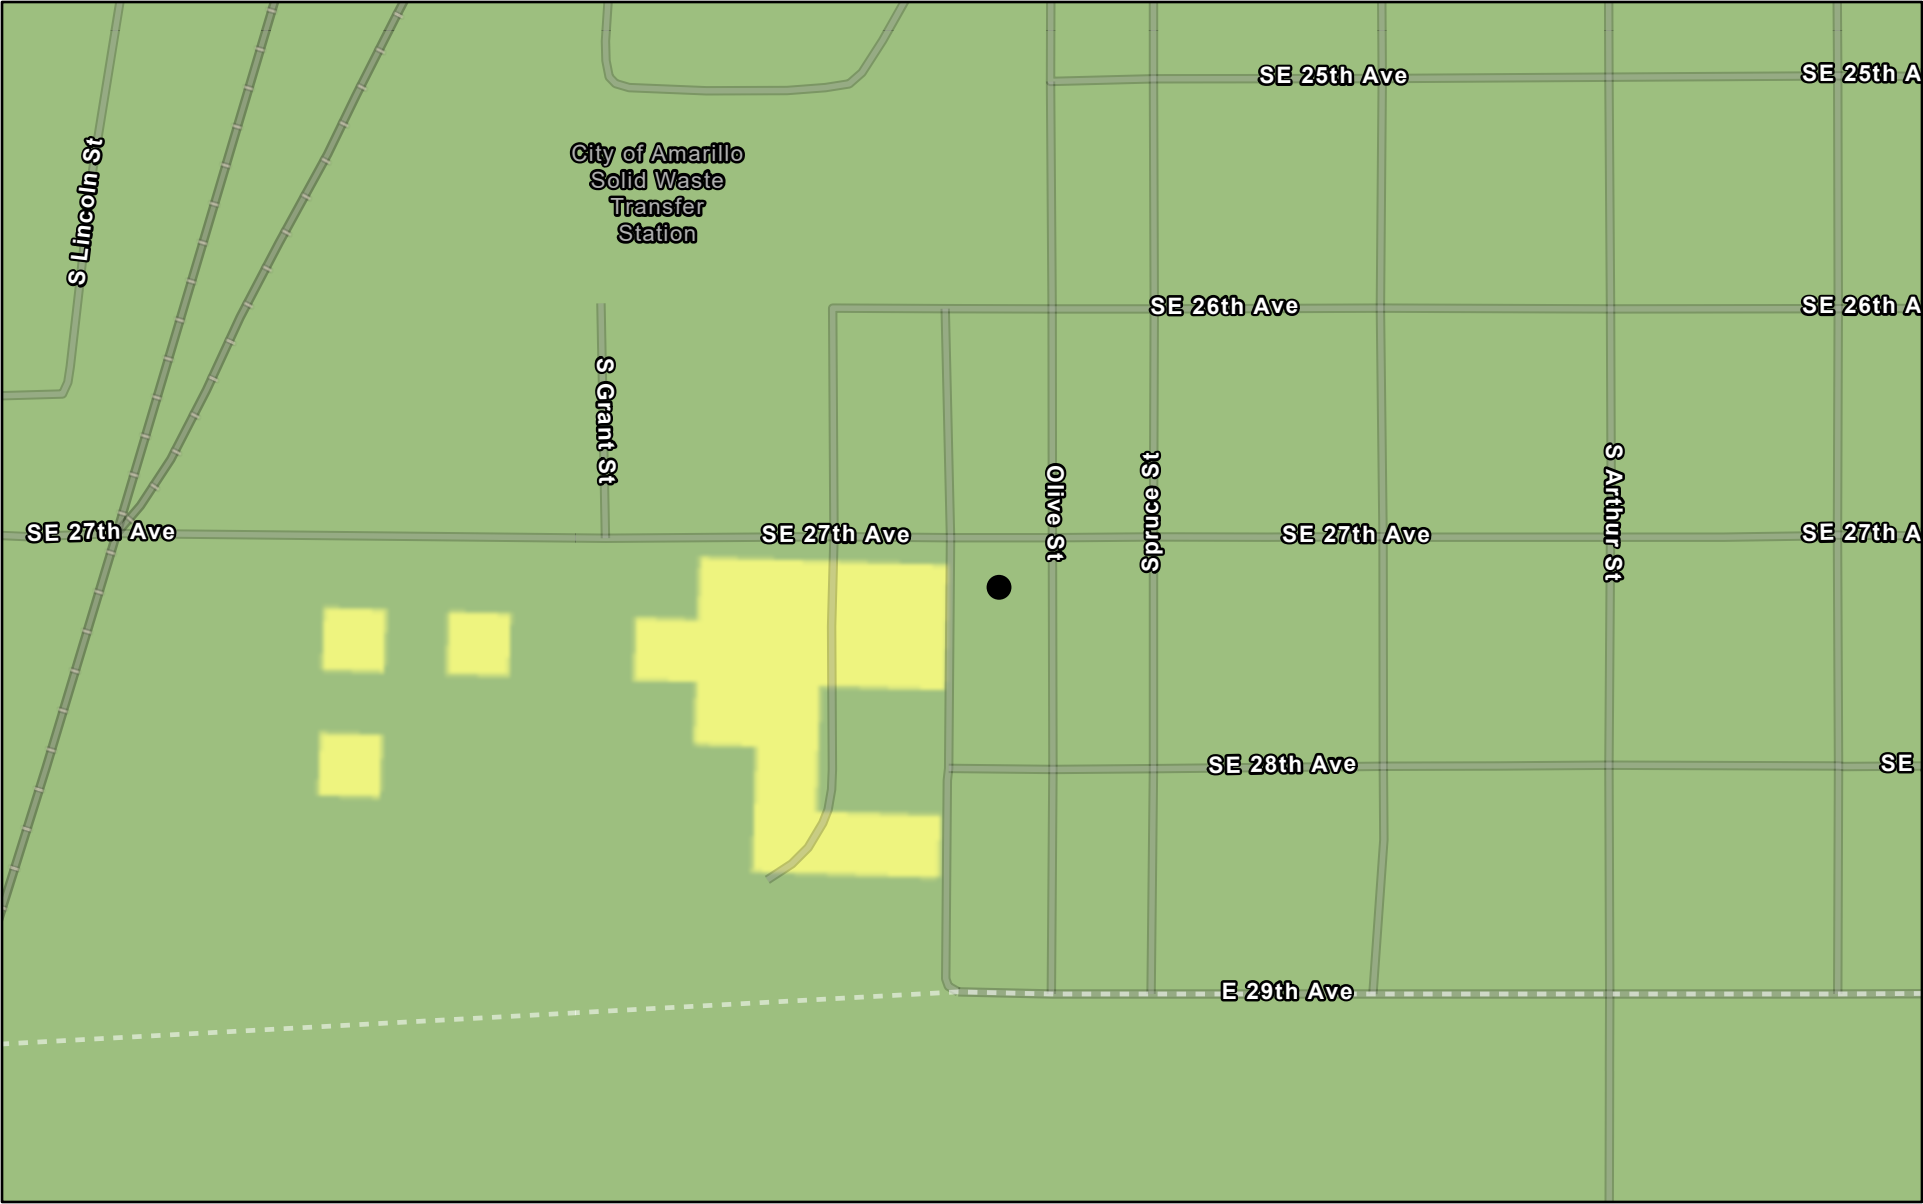 SE 25th Ave
SE 25th A
City of Amarillo
Solid Waste
Transfer
Station
S Lincoln St
SE 26th Ave
SE 26th A
S Grant St
Olive St
Spruce St
S Arthur St
SE 27th Ave
SE 27th Ave
SE 27th Ave
SE 27th A
SE 28th Ave
SE
E 29th Ave